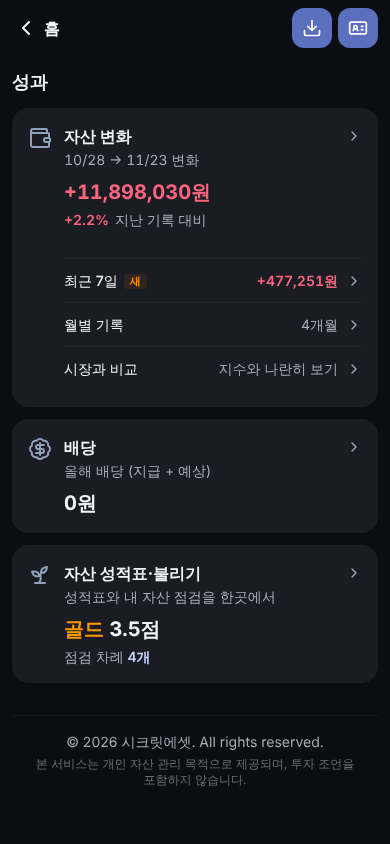 홈
성과
자산 변화
10/28 → 11/23 변화
+11,898,030원
+2.2% 지난 기록 대비
최근 7일 새 +477,251원
월별 기록 4개월
시장과 비교 지수와 나란히 보기
배당
올해 배당 (지급 + 예상)
0원
자산 성적표·불리기
성적표와 내 자산 점검을 한곳에서
골드 3.5점
점검 차례 4개
© 2026 시크릿에셋. All rights reserved.
본 서비스는 개인 자산 관리 목적으로 제공되며, 투자 조언을
포함하지 않습니다.